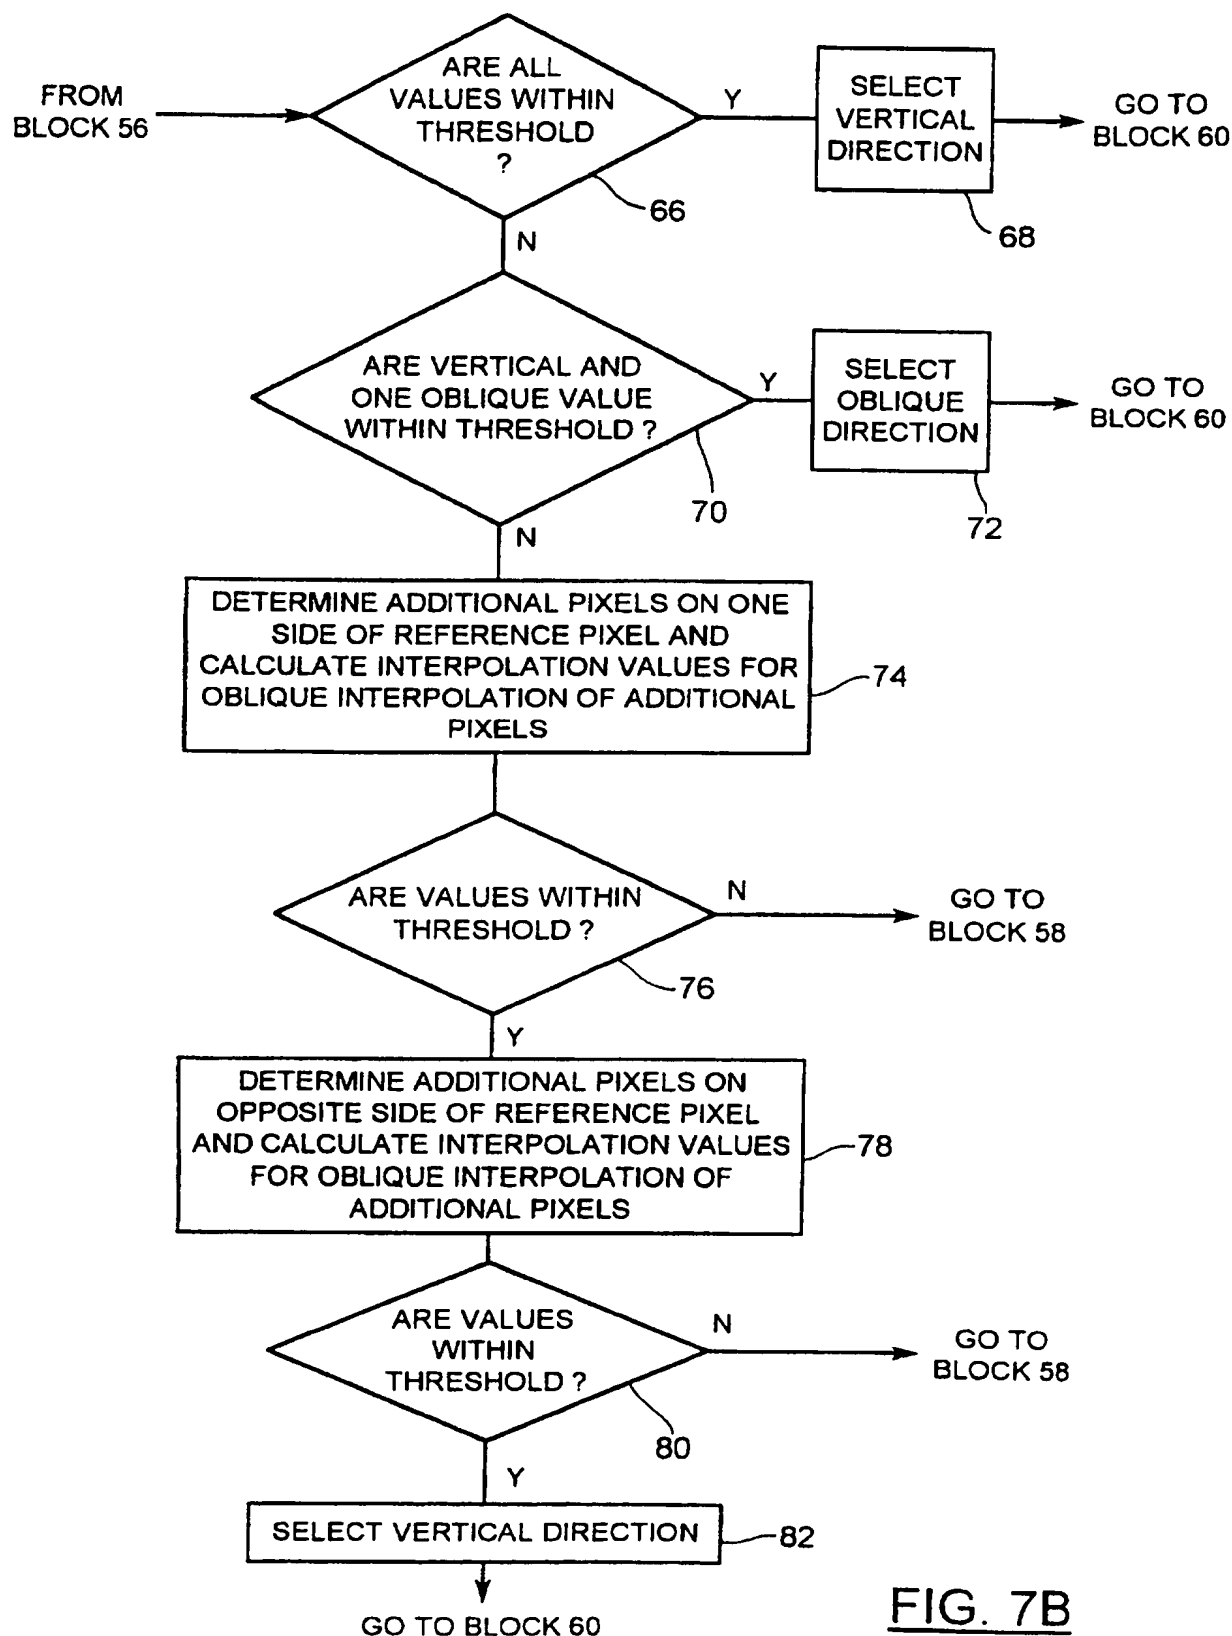 FROM
BLOCK 56
ARE ALL
VALUES WITHIN
THRESHOLD
?
66
Y
SELECT
VERTICAL
DIRECTION
68
GO TO
BLOCK 60
N
ARE VERTICAL AND
ONE OBLIQUE VALUE
WITHIN THRESHOLD ?
70
Y
SELECT
OBLIQUE
DIRECTION
72
GO TO
BLOCK 60
N
DETERMINE ADDITIONAL PIXELS ON ONE
SIDE OF REFERENCE PIXEL AND
CALCULATE INTERPOLATION VALUES FOR
OBLIQUE INTERPOLATION OF ADDITIONAL
PIXELS
74
ARE VALUES WITHIN
THRESHOLD ?
76
N
GO TO
BLOCK 58
Y
DETERMINE ADDITIONAL PIXELS ON
OPPOSITE SIDE OF REFERENCE PIXEL
AND CALCULATE INTERPOLATION VALUES
FOR OBLIQUE INTERPOLATION OF
ADDITIONAL PIXELS
78
ARE VALUES
WITHIN
THRESHOLD ?
80
N
GO TO
BLOCK 58
Y
SELECT VERTICAL DIRECTION
82
GO TO BLOCK 60
FIG. 7B